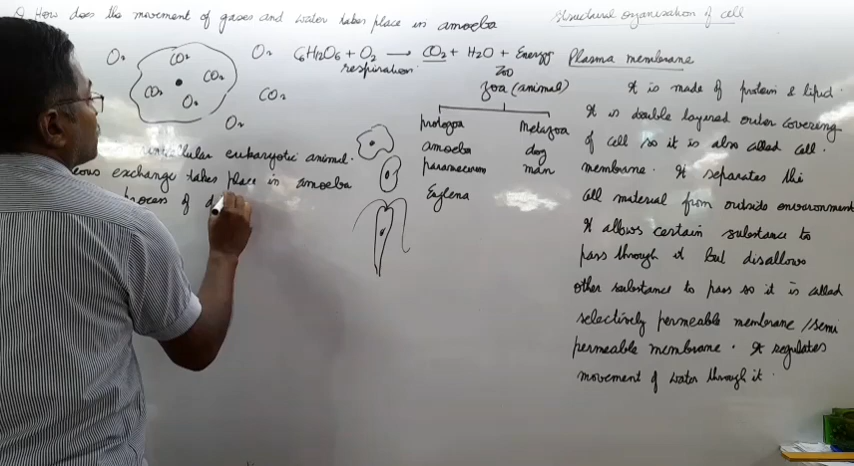 Q How does the movement of gases and water takes place in amoeba
O2 CO2 O2
CO2 CO2
O2 CO2
O2
C6H12O6 + O2 → CO2 + H2O + Energy
respiration
eukaryotic animal.
exchange takes place in amoeba
process of d
Zoo
Zoa (animal)
protozoa metazoa
amoeba dog
paramecium man
Euglena
Structural organisation of cell
Plasma membrane
It is made of protein & lipid.
It is double layered outer covering
of cell so it is also called cell.
membrane. It separates the
cell material from outside environment
It allows certain substance to
pass through it but disallows
other substance to pass so it is called
selectively permeable membrane /semi
permeable membrane. It regulates
movement of water through it.